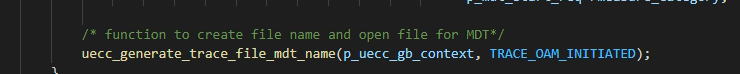 /* function to create file name and open file for MDT*/
uecc_generate_trace_file_mdt_name(p_uecc_gb_context, TRACE_OAM_INITIATED);
}